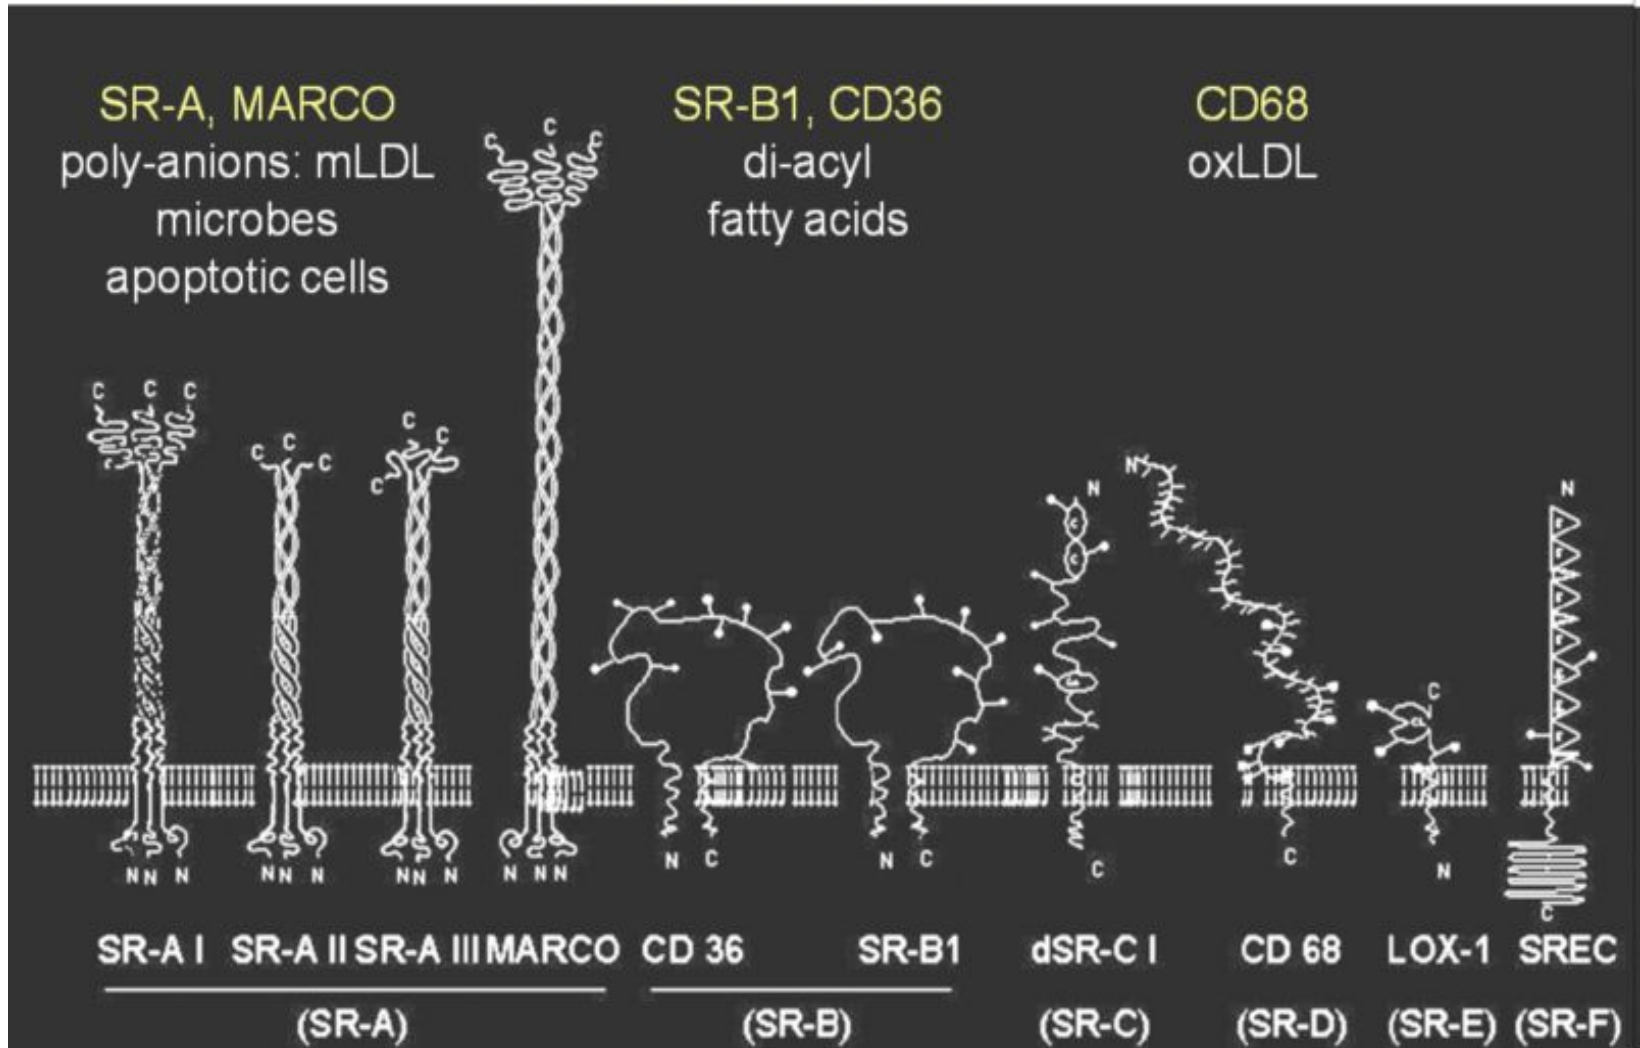 SR-A, MARCO
poly-anions: mLDL
microbes
apoptotic cells
SR-B1, CD36
di-acyl
fatty acids
CD68
oxLDL
C C C
C C C
C C C
C C C
N
N
N
N N N
N N N
N N N
N N N
N C
N C
C
C
C
N
C
SR-A I SR-A II SR-A III MARCO CD 36 SR-B1 dSR-C I CD 68 LOX-1 SREC
(SR-A) (SR-B) (SR-C) (SR-D) (SR-E) (SR-F)